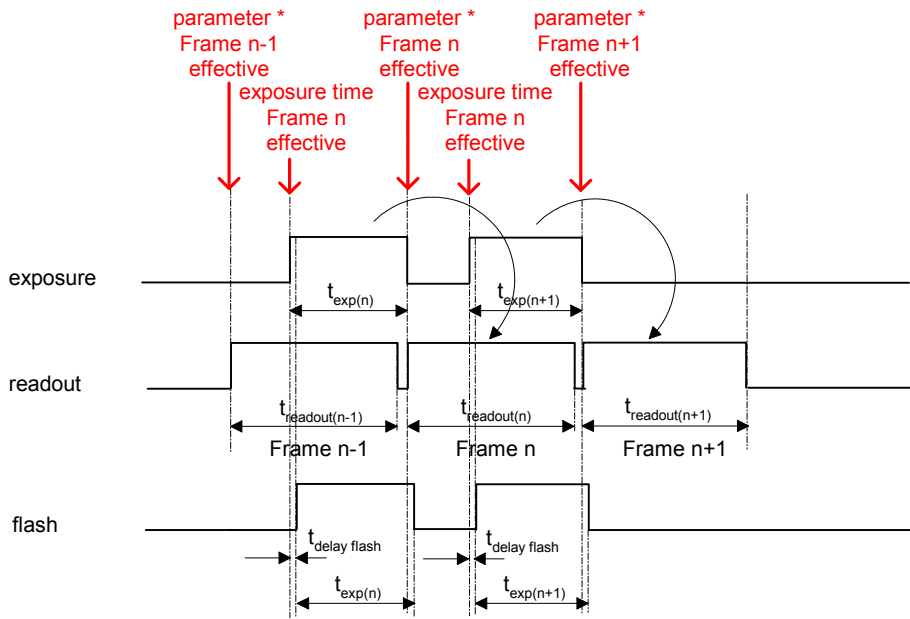 parameter *
Frame n-1
effective
exposure time
Frame n
effective
parameter *
Frame n
effective
exposure time
Frame n
effective
parameter *
Frame n+1
effective
exposure
t exp(n)
t exp(n+1)
readout
t readout(n-1)
t readout(n)
t readout(n+1)
Frame n-1
Frame n
Frame n+1
flash
t delay flash
t delay flash
t exp(n)
t exp(n+1)